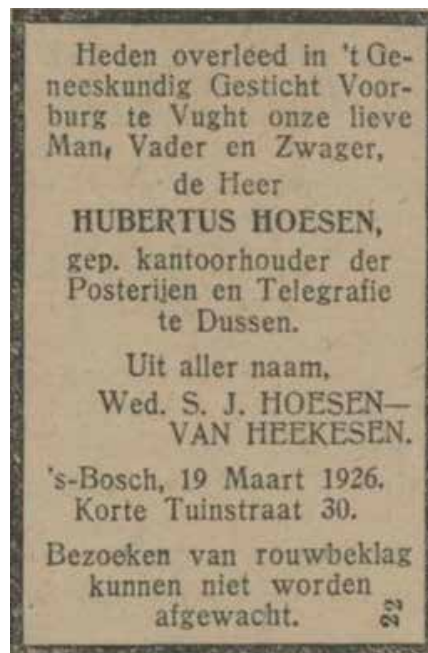 Heden overleed in 't Ge-
neeskundig Gesticht Voor-
burg te Vught onze lieve
Man, Vader en Zwager,
de Heer
HUBERTUS HOESEN,
gep. kantoorhouder der
Posterijen en Telegrafie
te Dussen.
Uit aller naam,
Wed. S. J. HOESEN—
VAN HEEKESEN.
's-Bosch, 19 Maart 1926.
Korte Tuinstraat 30.
Bezoeken van rouwbeklag
kunnen niet worden
afgewacht. 22